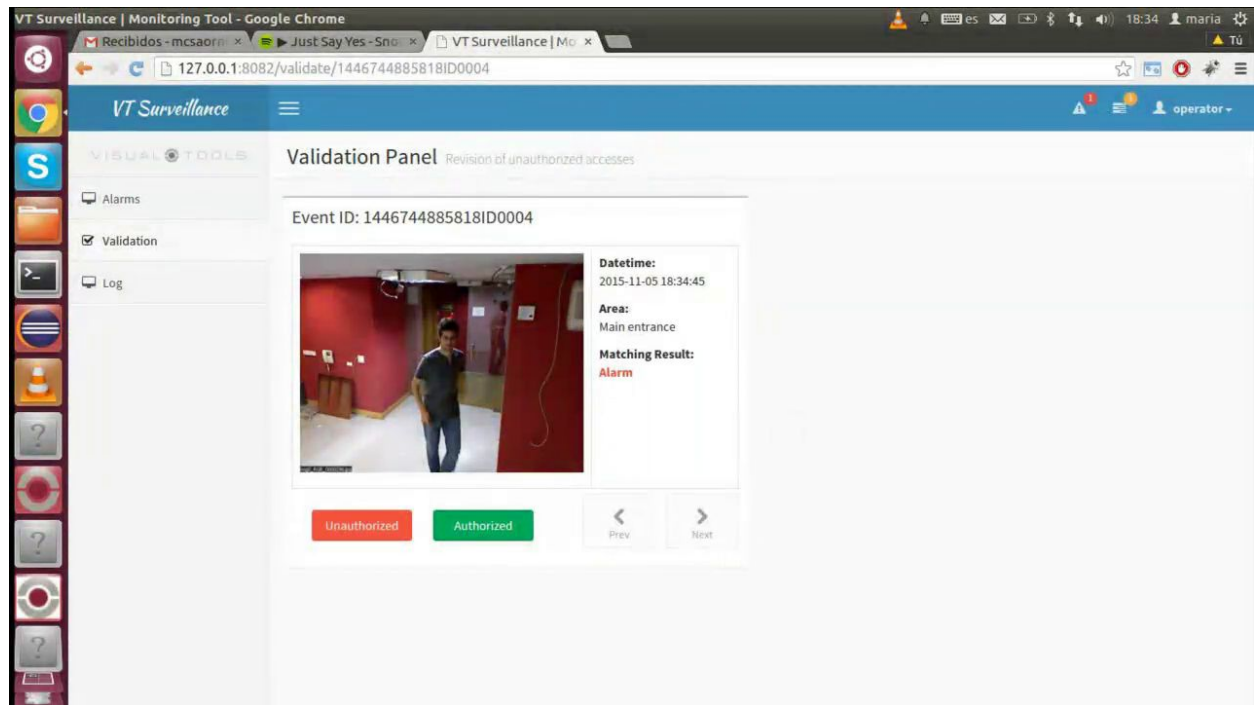 VT Surveillance | Monitoring Tool - Google Chrome
es
18:34
maria
Recibidos - mcsaorn
Just Say Yes - Sno
VT Surveillance | Mo
Tú
127.0.0.1:8082/validate/1446744885818ID0004
VT Surveillance
operator
VISUAL TOOLS
Validation Panel Revision of unauthorized accesses
Alarms
Validation
Log
Event ID: 1446744885818ID0004
Datetime:
2015-11-05 18:34:45
Area:
Main entrance
Matching Result:
Alarm
Unauthorized
Authorized
Prev
Next